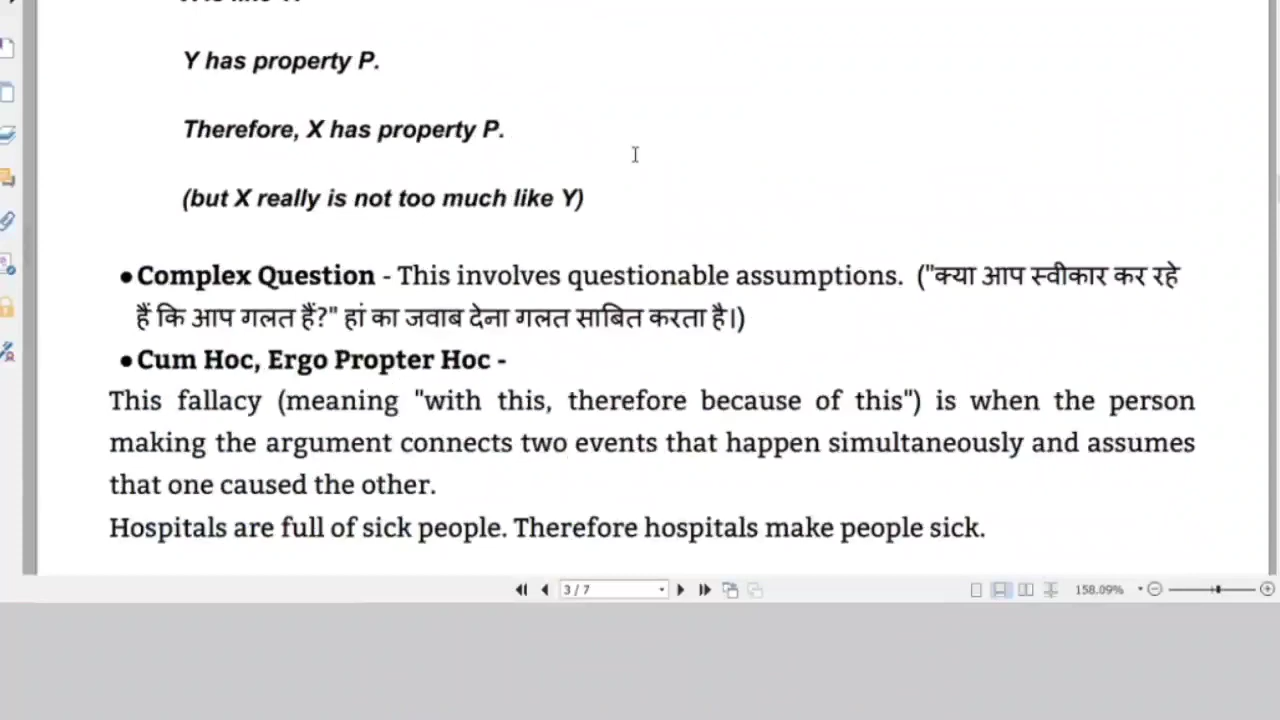 Y has property P.
Therefore, X has property P.
(but X really is not too much like Y)
●Complex Question - This involves questionable assumptions. ("क्या आप स्वीकार कर रहे
हैं कि आप गलत हैं?" हां का जवाब देना गलत साबित करता है।)
●Cum Hoc, Ergo Propter Hoc -
This fallacy (meaning "with this, therefore because of this") is when the person
making the argument connects two events that happen simultaneously and assumes
that one caused the other.
Hospitals are full of sick people. Therefore hospitals make people sick.
3 / 7 158.09%